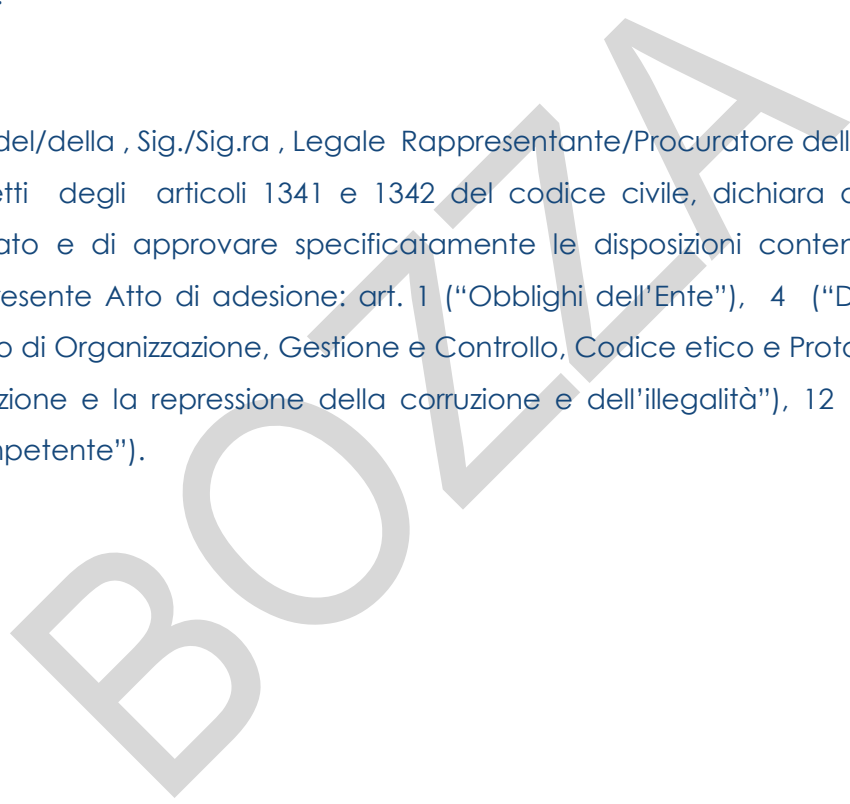 del/della , Sig./Sig.ra , Legale Rappresentante/Procuratore dell
etti degli articoli 1341 e 1342 del codice civile, dichiara
ato e di approvare specificatamente le disposizioni conten
resente Atto di adesione: art. 1 (“Obblighi dell’Ente”), 4 (“D
o di Organizzazione, Gestione e Controllo, Codice etico e Proto
zione e la repressione della corruzione e dell’illegalità”), 12
petente”).
BOZZA